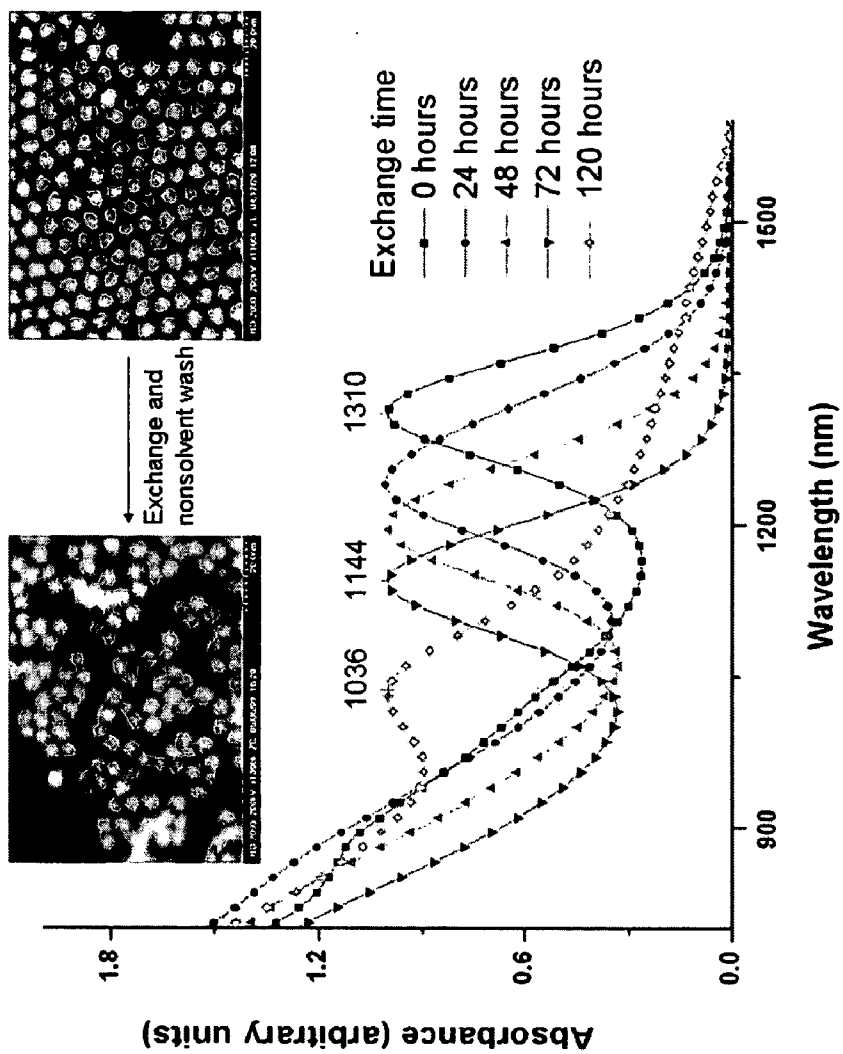 Exchange and
nonsolvent wash
Exchange time
0 hours
24 hours
48 hours
72 hours
120 hours
1036
1144
1310
1.8
1.2
0.6
0.0
900
1200
1500
Absorbance (arbitrary units)
Wavelength (nm)